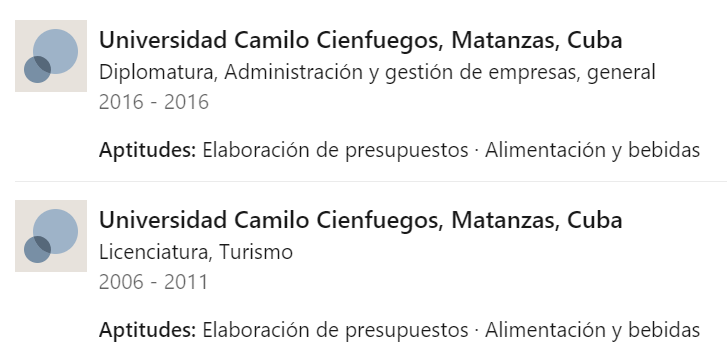 Universidad Camilo Cienfuegos, Matanzas, Cuba
Diplomatura, Administración y gestión de empresas, general
2016 - 2016
Aptitudes: Elaboración de presupuestos · Alimentación y bebidas
Universidad Camilo Cienfuegos, Matanzas, Cuba
Licenciatura, Turismo
2006 - 2011
Aptitudes: Elaboración de presupuestos · Alimentación y bebidas